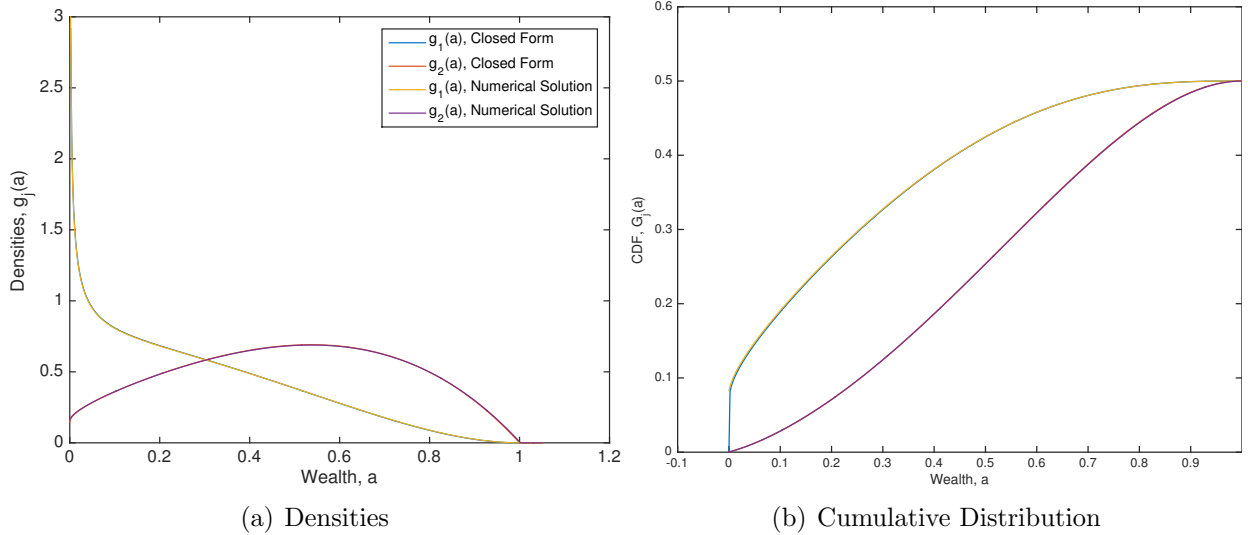 3
2.5
2
1.5
1
0.5
0
Densities, g_j(a)
g_1(a), Closed Form
g_2(a), Closed Form
g_1(a), Numerical Solution
g_2(a), Numerical Solution
0 0.2 0.4 0.6 0.8 1 1.2
Wealth, a
(a) Densities
0.6
0.5
0.4
0.3
0.2
0.1
0
CDF, G_j(a)
-0.1 0 0.1 0.2 0.3 0.4 0.5 0.6 0.7 0.8 0.9
Wealth, a
(b) Cumulative Distribution